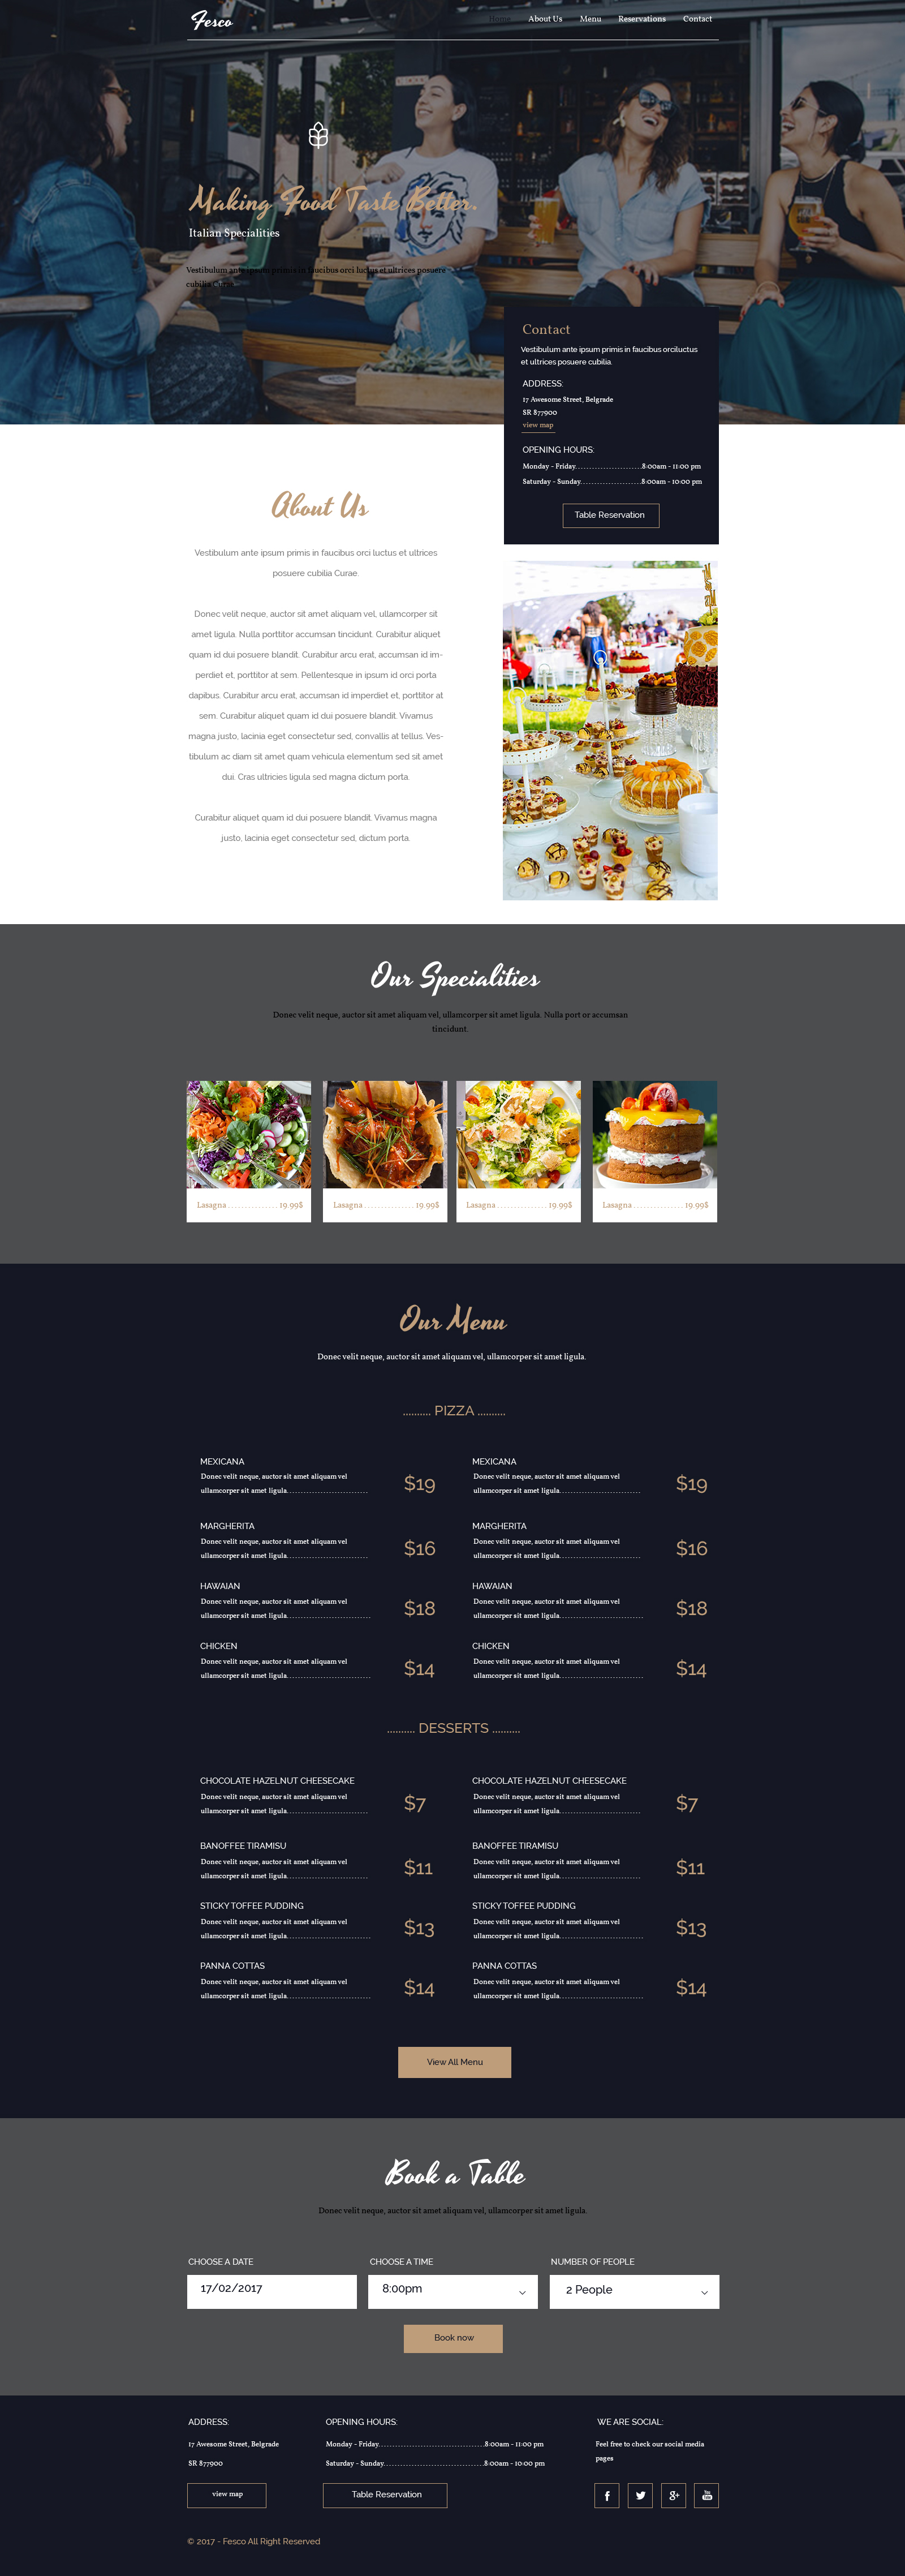 Fesco
Home About Us Menu Reservations Contact
Making Food Taste Better.
Italian Specialities
Vestibulum ante ipsum primis in faucibus orci luctus et ultrices posuere
cubilia Curae.
Contact
Vestibulum ante ipsum primis in faucibus orciluctus
et ultrices posuere cubilia.
ADDRESS:
17 Awesome Street, Belgrade
SR 877900
view map
OPENING HOURS:
Monday - Friday........................8:00am - 11:00 pm
Saturday - Sunday......................8:00am - 10:00 pm
Table Reservation
About Us
Vestibulum ante ipsum primis in faucibus orci luctus et ultrices
posuere cubilia Curae.
Donec velit neque, auctor sit amet aliquam vel, ullamcorper sit
amet ligula. Nulla porttitor accumsan tincidunt. Curabitur aliquet
quam id dui posuere blandit. Curabitur arcu erat, accumsan id im-
perdiet et, porttitor at sem. Pellentesque in ipsum id orci porta
dapibus. Curabitur arcu erat, accumsan id imperdiet et, porttitor at
sem. Curabitur aliquet quam id dui posuere blandit. Vivamus
magna justo, lacinia eget consectetur sed, convallis at tellus. Ves-
tibulum ac diam sit amet quam vehicula elementum sed sit amet
dui. Cras ultricies ligula sed magna dictum porta.
Curabitur aliquet quam id dui posuere blandit. Vivamus magna
justo, lacinia eget consectetur sed, dictum porta.
Our Specialities
Donec velit neque, auctor sit amet aliquam vel, ullamcorper sit amet ligula. Nulla port or accumsan
tincidunt.
Lasagna ............... 19.99$
Lasagna ............... 19.99$
Lasagna ............... 19.99$
Lasagna ............... 19.99$
Our Menu
Donec velit neque, auctor sit amet aliquam vel, ullamcorper sit amet ligula.
.......... PIZZA ..........
MEXICANA
Donec velit neque, auctor sit amet aliquam vel
ullamcorper sit amet ligula............................. $19
MEXICANA
Donec velit neque, auctor sit amet aliquam vel
ullamcorper sit amet ligula............................. $19
MARGHERITA
Donec velit neque, auctor sit amet aliquam vel
ullamcorper sit amet ligula............................. $16
MARGHERITA
Donec velit neque, auctor sit amet aliquam vel
ullamcorper sit amet ligula............................. $16
HAWAIAN
Donec velit neque, auctor sit amet aliquam vel
ullamcorper sit amet ligula.............................. $18
HAWAIAN
Donec velit neque, auctor sit amet aliquam vel
ullamcorper sit amet ligula.............................. $18
CHICKEN
Donec velit neque, auctor sit amet aliquam vel
ullamcorper sit amet ligula.............................. $14
CHICKEN
Donec velit neque, auctor sit amet aliquam vel
ullamcorper sit amet ligula.............................. $14
.......... DESSERTS ..........
CHOCOLATE HAZELNUT CHEESECAKE
Donec velit neque, auctor sit amet aliquam vel
ullamcorper sit amet ligula............................. $7
CHOCOLATE HAZELNUT CHEESECAKE
Donec velit neque, auctor sit amet aliquam vel
ullamcorper sit amet ligula............................. $7
BANOFFEE TIRAMISU
Donec velit neque, auctor sit amet aliquam vel
ullamcorper sit amet ligula............................. $11
BANOFFEE TIRAMISU
Donec velit neque, auctor sit amet aliquam vel
ullamcorper sit amet ligula............................. $11
STICKY TOFFEE PUDDING
Donec velit neque, auctor sit amet aliquam vel
ullamcorper sit amet ligula.............................. $13
STICKY TOFFEE PUDDING
Donec velit neque, auctor sit amet aliquam vel
ullamcorper sit amet ligula.............................. $13
PANNA COTTAS
Donec velit neque, auctor sit amet aliquam vel
ullamcorper sit amet ligula.............................. $14
PANNA COTTAS
Donec velit neque, auctor sit amet aliquam vel
ullamcorper sit amet ligula.............................. $14
View All Menu
Book a Table
Donec velit neque, auctor sit amet aliquam vel, ullamcorper sit amet ligula.
CHOOSE A DATE
17/02/2017
CHOOSE A TIME
8:00pm
NUMBER OF PEOPLE
2 People
Book now
ADDRESS:
17 Awesome Street, Belgrade
SR 877900
view map
OPENING HOURS:
Monday - Friday......................................8:00am - 11:00 pm
Saturday - Sunday....................................8:00am - 10:00 pm
Table Reservation
WE ARE SOCIAL:
Feel free to check our social media
pages
f g+ You Tube
© 2017 - Fesco All Right Reserved